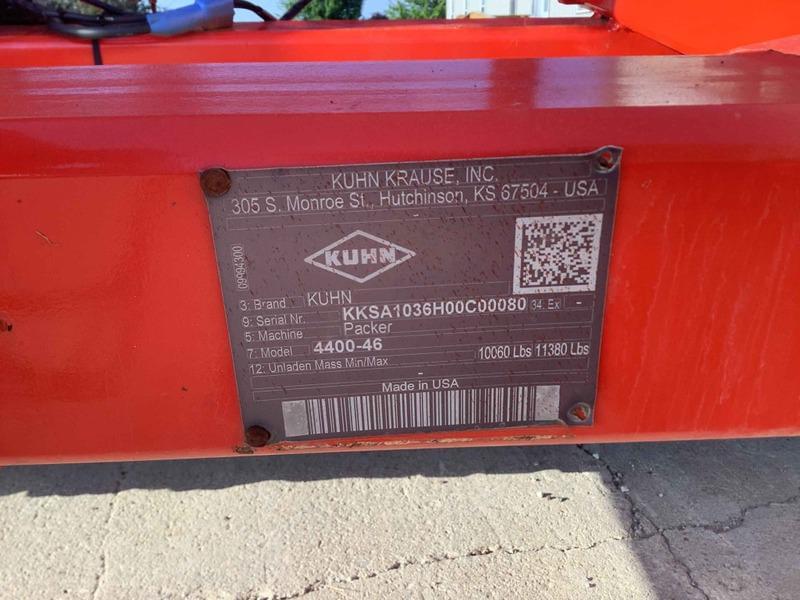 KUHN KRAUSE, INC.
305 S. Monroe St., Hutchinson, KS 67504 - USA
KUHN
09994300
3: Brand KUHN
9: Serial Nr. KKSA1036H00C00080 34. Ex -
5: Machine Packer
7: Model 4400-46
12: Unladen Mass Min/Max 10060 Lbs 11380 Lbs
-
Made in USA